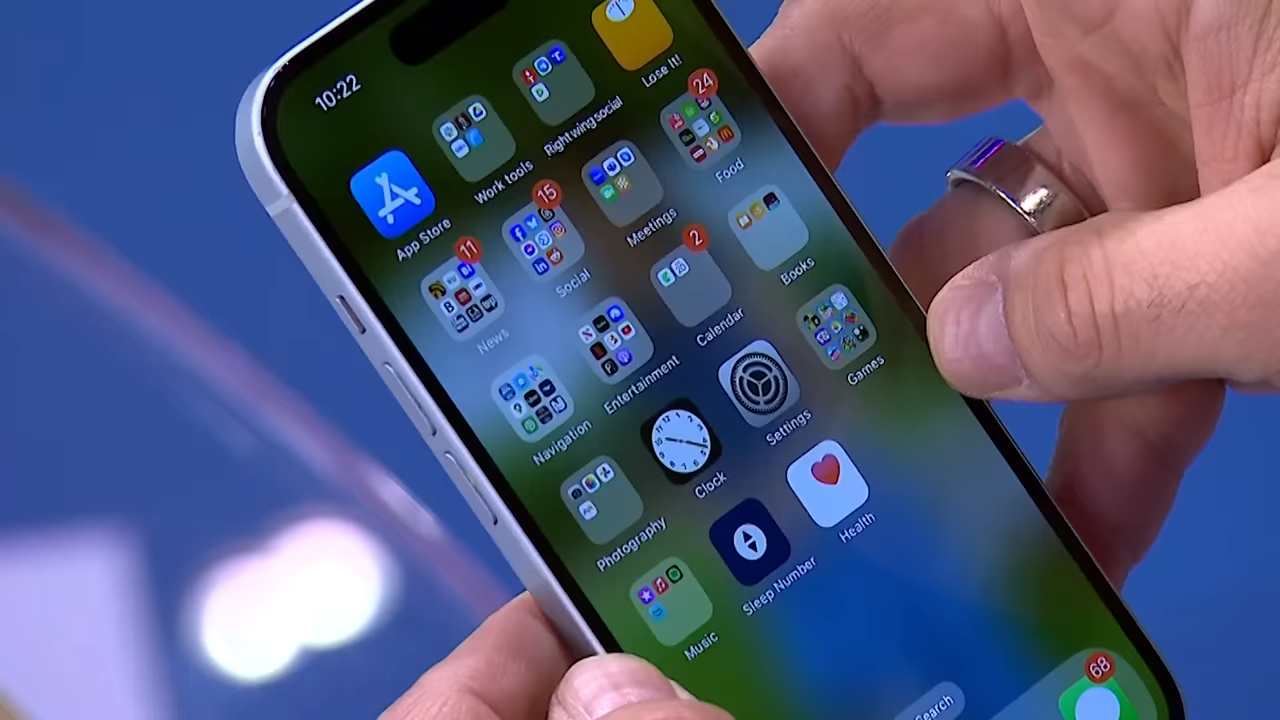 10:22
App Store
Work tools
Right wing social
Lose It!
11
News
15
Social
Meetings
24
Food
Navigation
Entertainment
2
Calendar
Books
Photography
Clock
Settings
Games
Music
Sleep Number
Health
Search
68